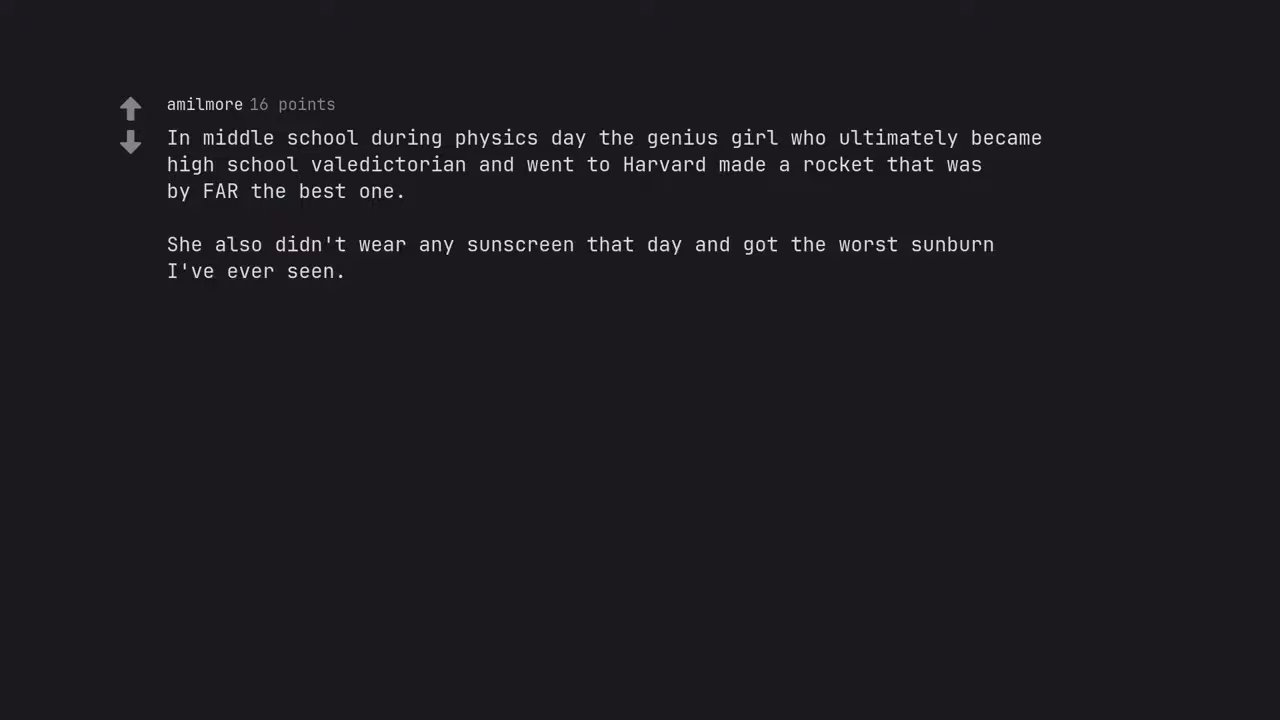 amilmore 16 points
In middle school during physics day the genius girl who ultimately became
high school valedictorian and went to Harvard made a rocket that was
by FAR the best one.
She also didn't wear any sunscreen that day and got the worst sunburn
I've ever seen.